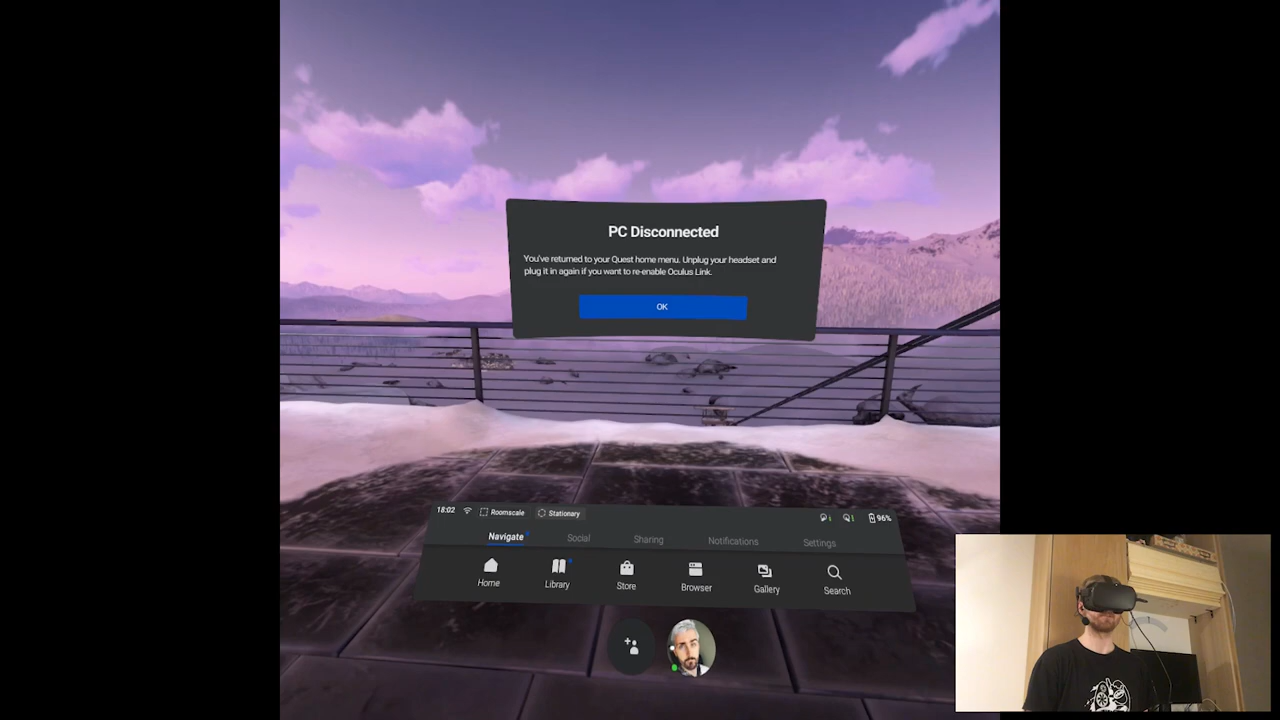 PC Disconnected
You've returned to your Quest home menu. Unplug your headset and
plug it in again if you want to re-enable Oculus Link.
OK
18:02 Roomscale Stationary 96%
Navigate Social Sharing Notifications Settings
Home Library Store Browser Gallery Search